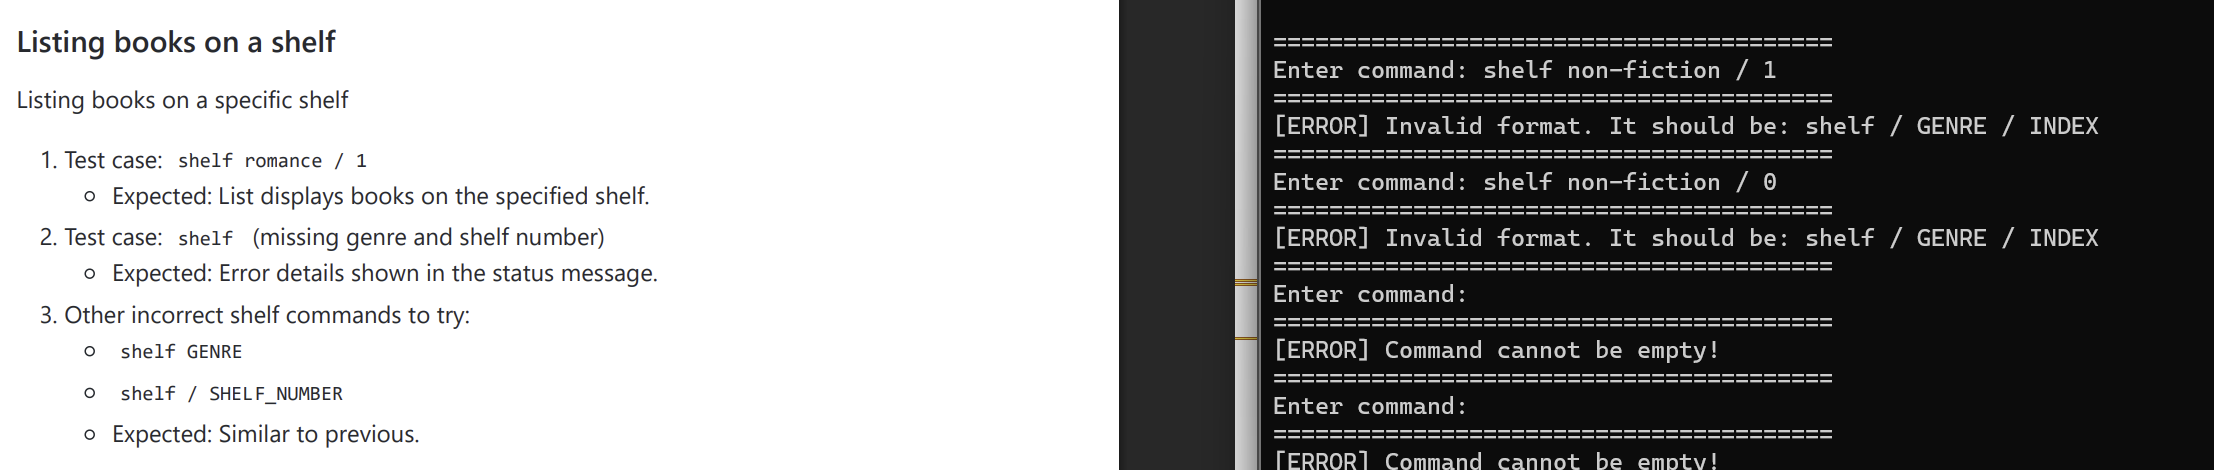 Listing books on a shelf
Listing books on a specific shelf
1. Test case: shelf romance / 1
Expected: List displays books on the specified shelf.
2. Test case: shelf (missing genre and shelf number)
Expected: Error details shown in the status message.
3. Other incorrect shelf commands to try:
shelf GENRE
shelf / SHELF_NUMBER
Expected: Similar to previous.
========================================
Enter command: shelf non-fiction / 1
========================================
[ERROR] Invalid format. It should be: shelf / GENRE / INDEX
========================================
Enter command: shelf non-fiction / 0
========================================
[ERROR] Invalid format. It should be: shelf / GENRE / INDEX
========================================
Enter command:
========================================
[ERROR] Command cannot be empty!
========================================
Enter command:
========================================
[ERROR] Command cannot be empty!